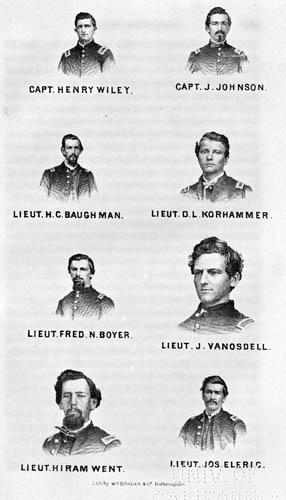 CAPT. HENRY WILEY.
CAPT. J. JOHNSON.
LIEUT. H. C. BAUGHMAN.
LIEUT. D. L. KORHAMMER.
LIEUT. FRED. N. BOYER.
LIEUT. J. VANOSDELL.
LIEUT. HIRAM WENT.
LIEUT. JOS. ELERIC.